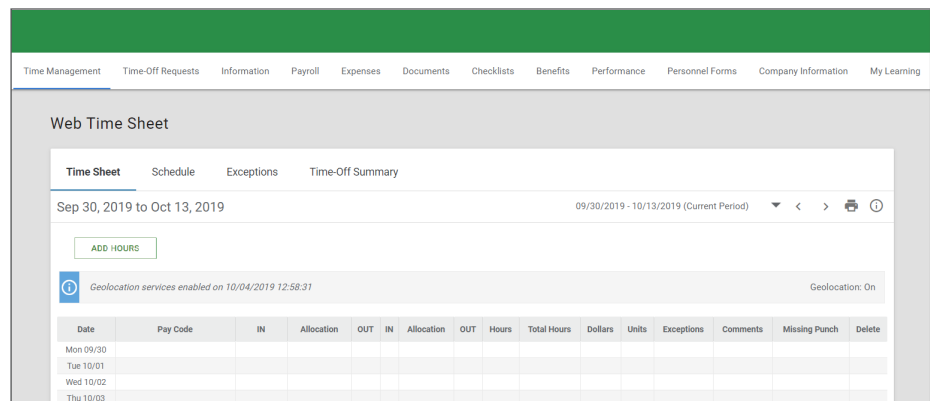 Time Management Time-Off Requests Information Payroll Expenses Documents Checklists Benefits Performance Personnel Forms Company Information My Learning
Web Time Sheet
Time Sheet Schedule Exceptions Time-Off Summary
Sep 30, 2019 to Oct 13, 2019 09/30/2019 - 10/13/2019 (Current Period)
ADD HOURS
Geolocation services enabled on 10/04/2019 12:58:31 Geolocation: On
Date Pay Code IN Allocation OUT IN Allocation OUT Hours Total Hours Dollars Units Exceptions Comments Missing Punch Delete
Mon 09/30
Tue 10/01
Wed 10/02
Thu 10/03